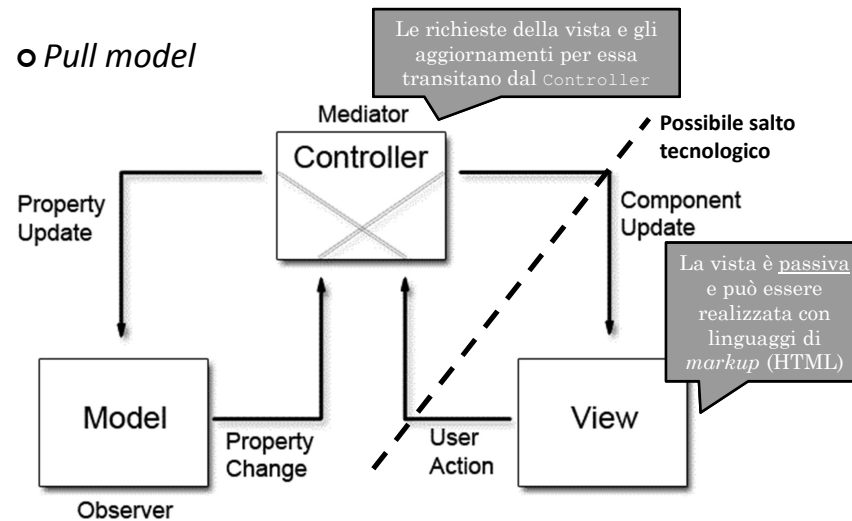 Pull model
Le richieste della vista e gli
aggiornamenti per essa
transitano dal Controller
Mediator
Controller
Possibile salto
tecnologico
Property
Update
Component
Update
La vista è passiva
e può essere
realizzata con
linguaggi di
markup (HTML)
Model
View
Property
Change
User
Action
Observer